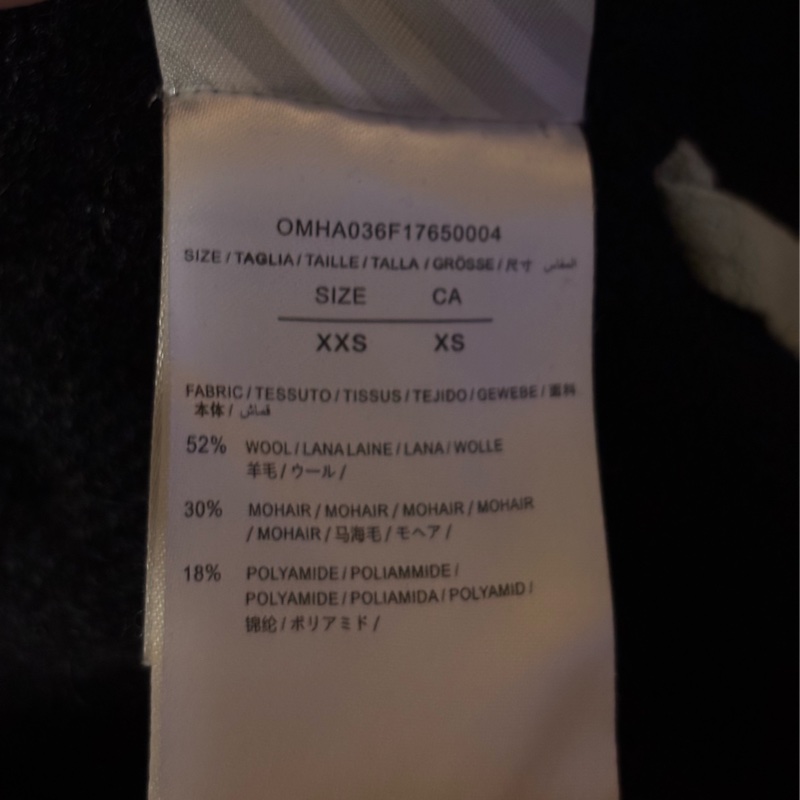 OMHA036F17650004
SIZE / TAGLIA / TAILLE / TALLA / GRÖSSE / 尺寸 المقاس
SIZE CA
XXS XS
FABRIC / TESSUTO / TISSUS / TEJIDO / GEWEBE / 面料
本体 / قماش
52% WOOL / LANA LAINE / LANA / WOLLE
羊毛 / ウール /
30% MOHAIR / MOHAIR / MOHAIR / MOHAIR
/ MOHAIR / 马海毛 / モヘア /
18% POLYAMIDE / POLIAMMIDE /
POLYAMIDE / POLIAMIDA / POLYAMID /
锦纶 / ポリアミド /